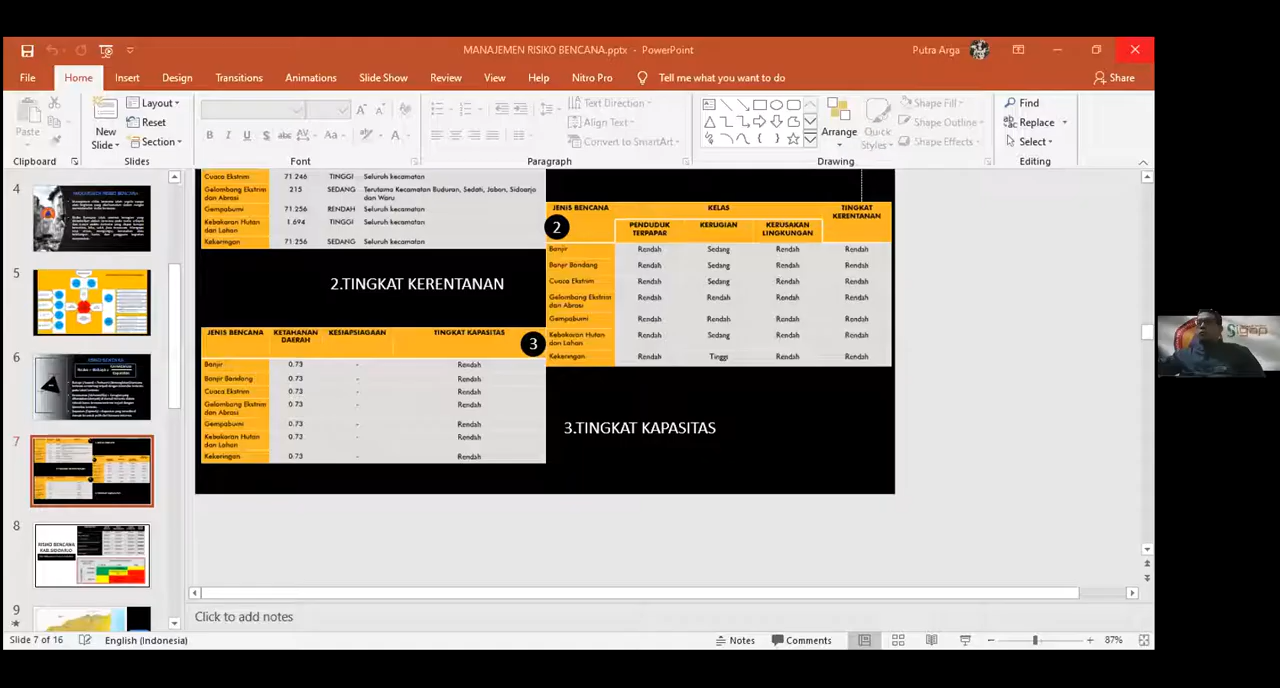 MANAJEMEN RISIKO BENCANA.pptx - PowerPoint
Putra Arga
File Home Insert Design Transitions Animations Slide Show Review View Help Nitro Pro Tell me what you want to do Share
Paste
New Slide
Layout
Reset
Section
Text Direction
Align Text
Convert to SmartArt
Arrange
Quick Styles
Shape Fill
Shape Outline
Shape Effects
Find
Replace
Select
Clipboard Slides Font Paragraph Drawing Editing
4
5
6
7
8
RISIKO BENCANA
KAB.SIDOARJO
9
Cuaca Ekstrim 71 246 TINGGI Seluruh kecamatan
Gelombang Ekstrim dan Abrasi 215 SEDANG Terutama Kecamatan Buduran, Sedati, Jabon, Sidoarjo dan Waru
Gempabumi 71 256 RENDAH Seluruh kecamatan
Kebakaran Hutan dan Lahan 1.694 TINGGI Seluruh kecamatan
Kekeringan 71 256 SEDANG Seluruh kecamatan
2.TINGKAT KERENTANAN
2
JENIS BENCANA KELAS TINGKAT KERENTANAN
PENDUDUK TERPAPAR KERUGIAN KERUSAKAN LINGKUNGAN
Banjir Rendah Sedang Rendah Rendah
Banjir Bandang Rendah Sedang Rendah Rendah
Cuaca Ekstrim Rendah Sedang Rendah Rendah
Gelombang Ekstrim dan Abrasi Rendah Rendah Rendah Rendah
Gempabumi Rendah Rendah Rendah Rendah
Kebakaran Hutan dan Lahan Rendah Sedang Rendah Rendah
Kekeringan Rendah Tinggi Rendah Rendah
JENIS BENCANA KETAHANAN DAERAH KESIAPSIAGAAN TINGKAT KAPASITAS
3
Banjir 0.73 - Rendah
Banjir Bandang 0.73 - Rendah
Cuaca Ekstrim 0.73 - Rendah
Gelombang Ekstrim dan Abrasi 0.73 - Rendah
Gempabumi 0.73 - Rendah
Kebakaran Hutan dan Lahan 0.73 - Rendah
Kekeringan 0.73 - Rendah
3.TINGKAT KAPASITAS
Click to add notes
Slide 7 of 16 English (Indonesia) Notes Comments 87%